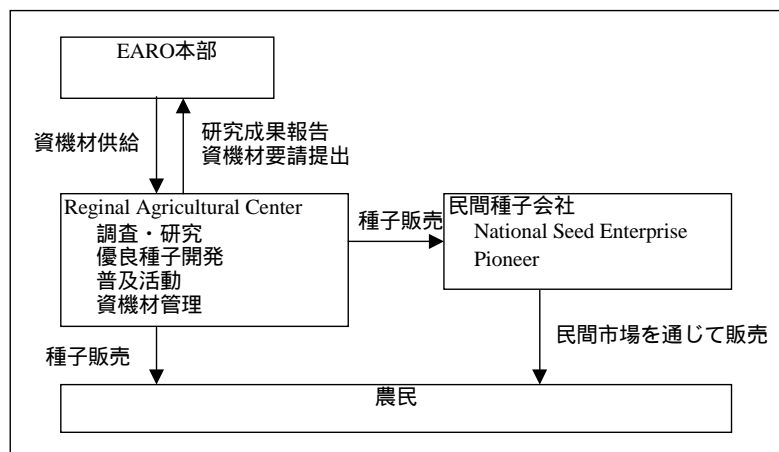 EARO本部
資機材供給
研究成果報告
資機材要請提出
Reginal Agricultural Center
調査・研究
優良種子開発
普及活動
資機材管理
種子販売
民間種子会社
National Seed Enterprise
Pioneer
種子販売
民間市場を通じて販売
農民